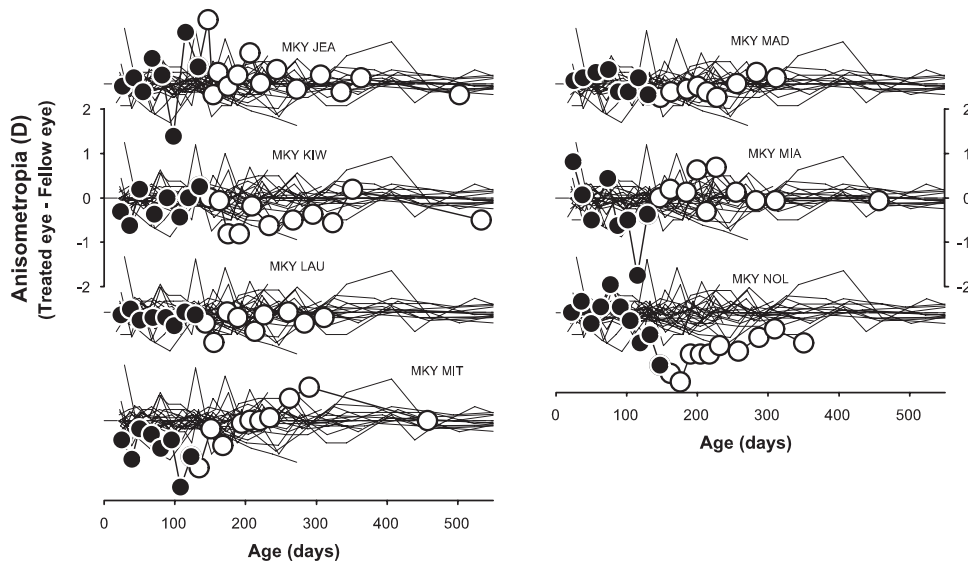 MKY JEA
MKY MAD
Anisometropia (D)
(Treated eye - Fellow eye)
2
1
0
-1
-2
MKY KIW
MKY LAU
MKY MIT
0 100 200 300 400 500
Age (days)
2
1
0
-1
-2
MKY MIA
MKY NOL
0 100 200 300 400 500
Age (days)